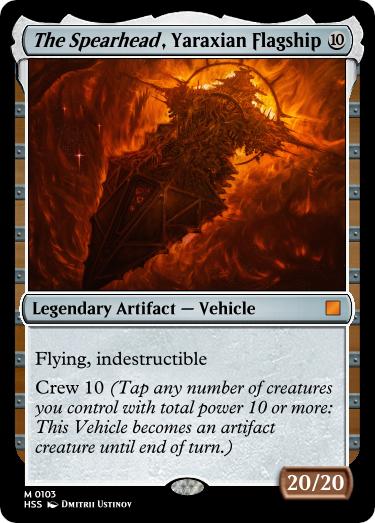 The Spearhead, Yaraxian Flagship 10
Legendary Artifact — Vehicle
Flying, indestructible
Crew 10 (Tap any number of creatures
you control with total power 10 or more:
This Vehicle becomes an artifact
creature until end of turn.)
20/20
M 0103
HSS Dmitrii Ustinov